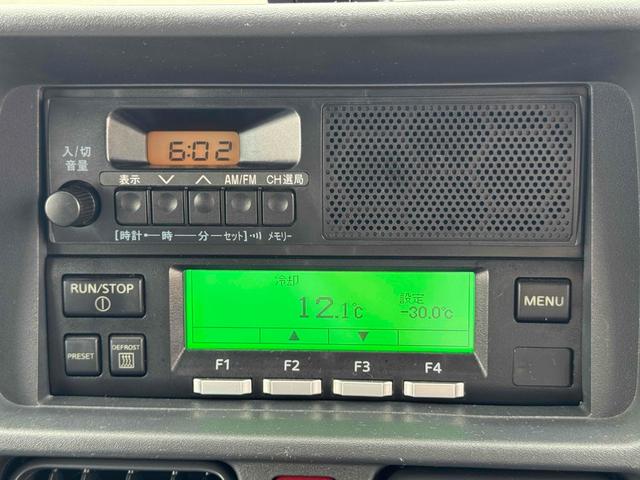 入/切
音量
6:02
表示 ∨ ∧ AM/FM CH選局
[時計•時 分 セット]•))) メモリー
RUN/STOP
PRESET
DEFROST
冷却
12.1℃
設定
-30.0℃
▲ ▼
MENU
F1 F2 F3 F4